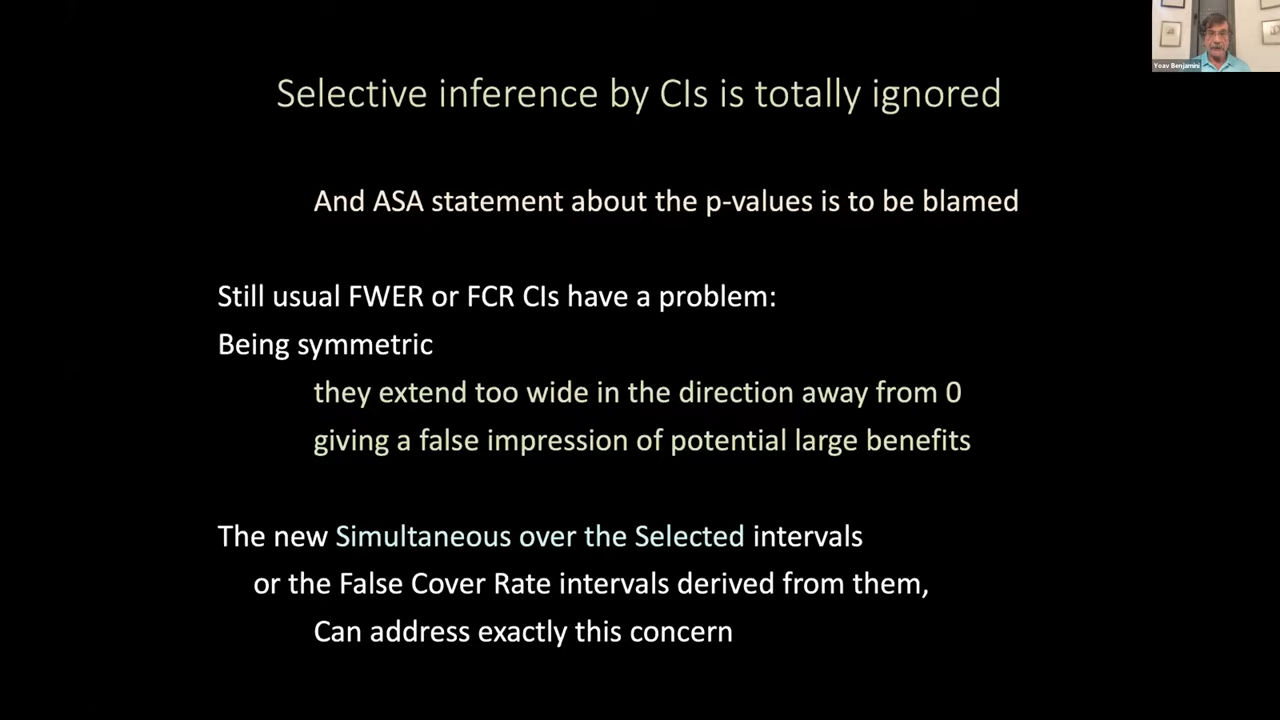 Yoav Benjamini
Selective inference by CIs is totally ignored
And ASA statement about the p-values is to be blamed
Still usual FWER or FCR CIs have a problem:
Being symmetric
they extend too wide in the direction away from 0
giving a false impression of potential large benefits
The new Simultaneous over the Selected intervals
or the False Cover Rate intervals derived from them,
Can address exactly this concern